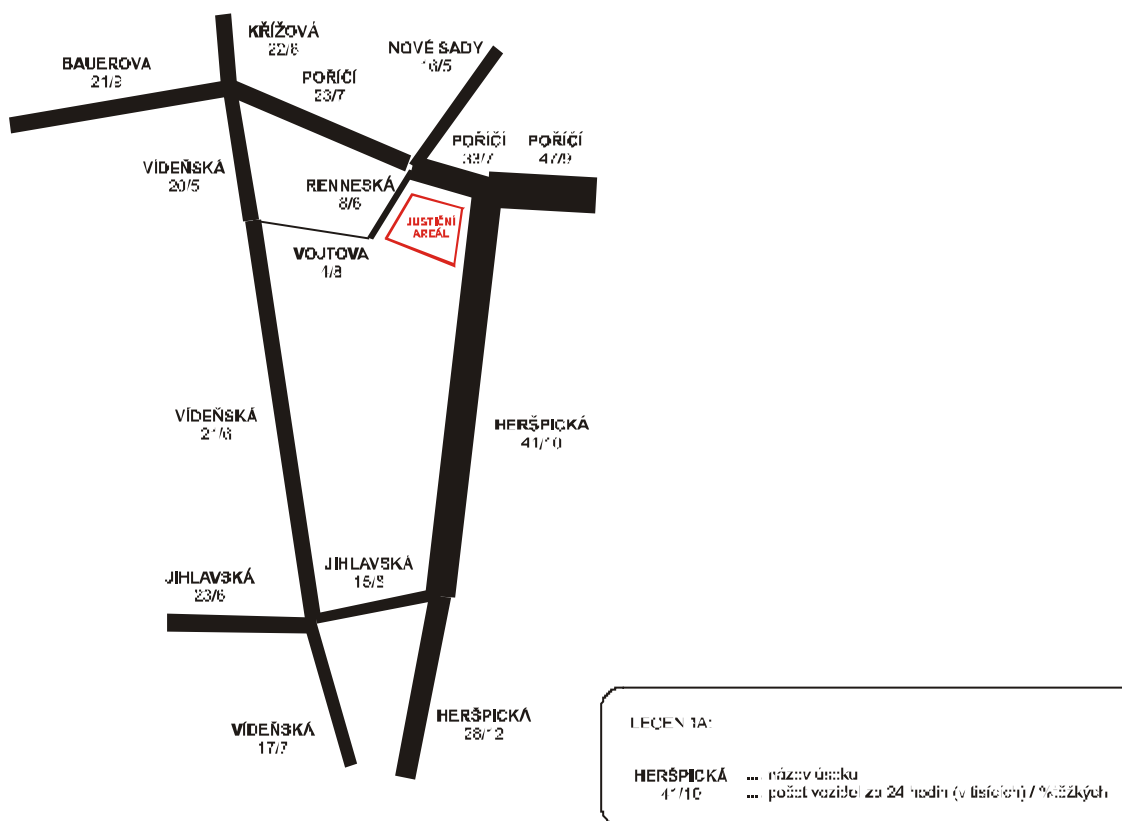 KŘÍŽOVÁ
22/8
NOVÉ SADY
16/5
BAUEROVA
21/9
POŘÍČÍ
23/7
POŘÍČÍ
33/7
POŘÍČÍ
47/9
VÍDEŇSKÁ
20/5
RENNESKÁ
8/6
JUSTIČNÍ
AREÁL
VOJTOVA
4/8
VÍDEŇSKÁ
21/6
HERŠPICKÁ
41/10
JIHLAVSKÁ
15/8
JIHLAVSKÁ
23/6
HERŠPICKÁ
28/12
VÍDEŇSKÁ
17/7
LEGENDA:
HERŠPICKÁ ... název úseku
41/10 ... počet vozidel za 24 hodin (v tisících) / %těžkých